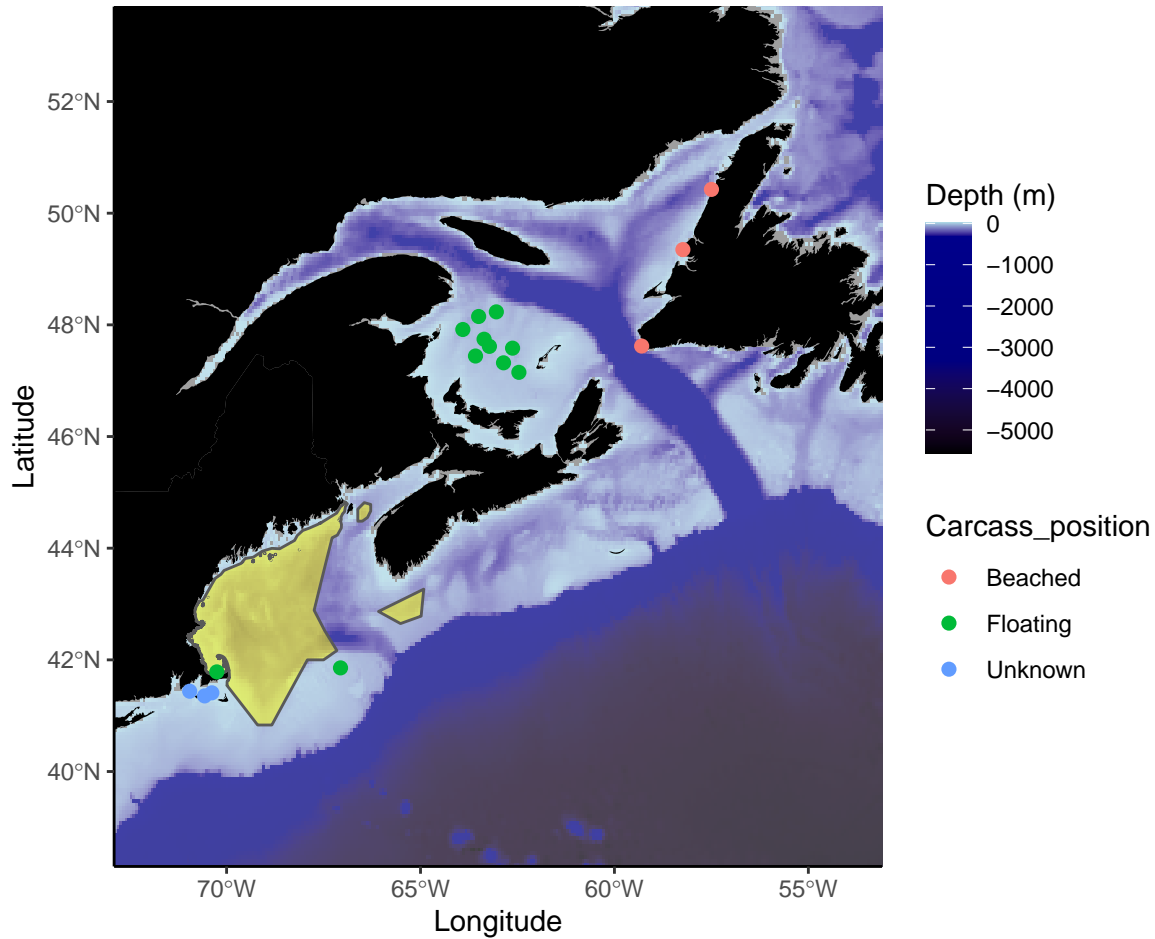 52°N
50°N
48°N
46°N
44°N
42°N
40°N
Latitude
70°W
65°W
60°W
55°W
Longitude
Depth (m)
0
−1000
−2000
−3000
−4000
−5000
Carcass_position
Beached
Floating
Unknown